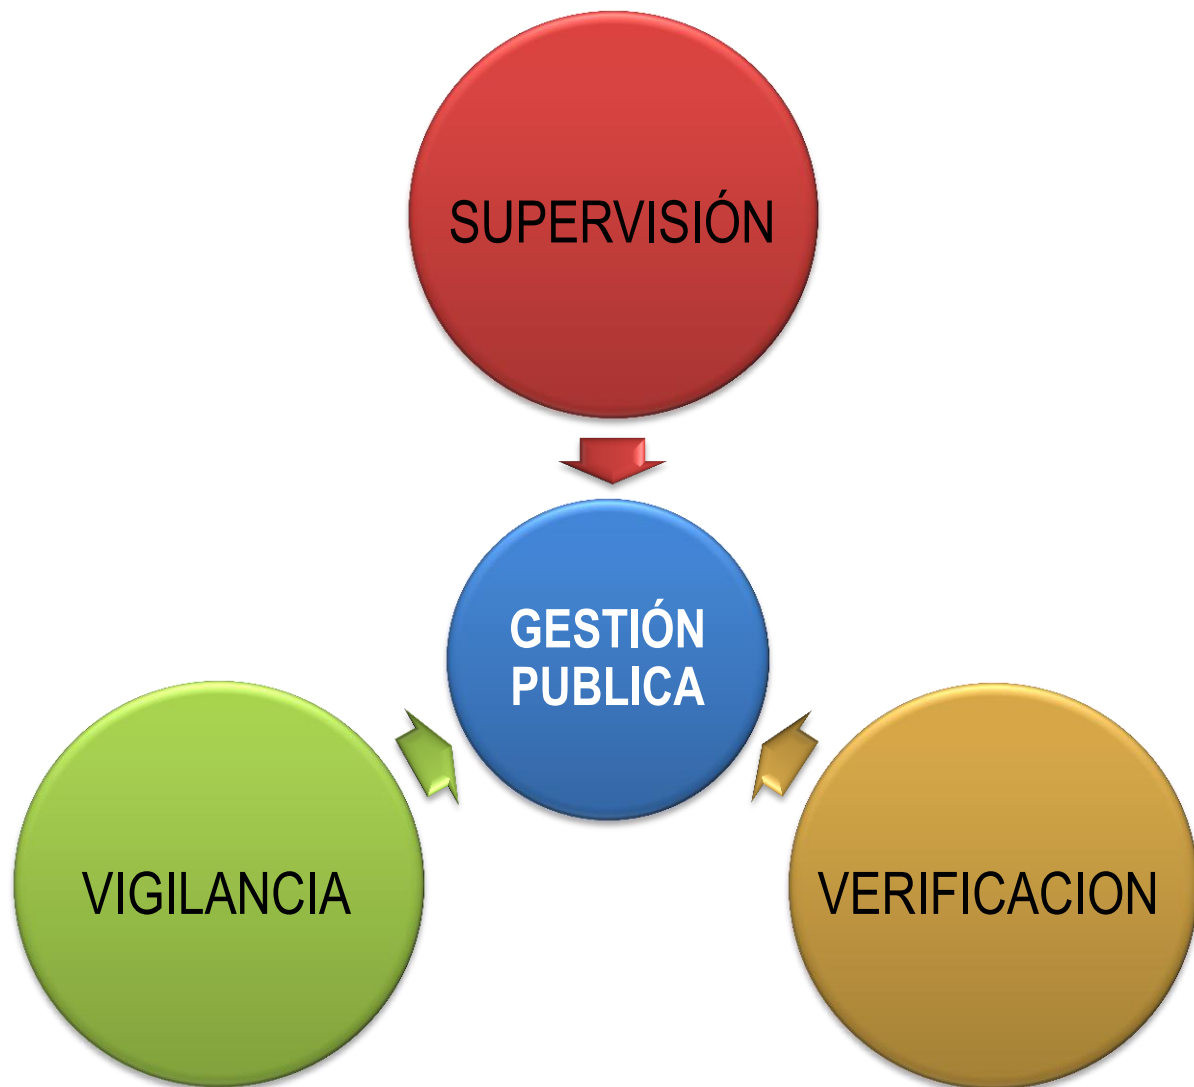 SUPERVISIÓN
GESTIÓN
PUBLICA
VIGILANCIA
VERIFICACION